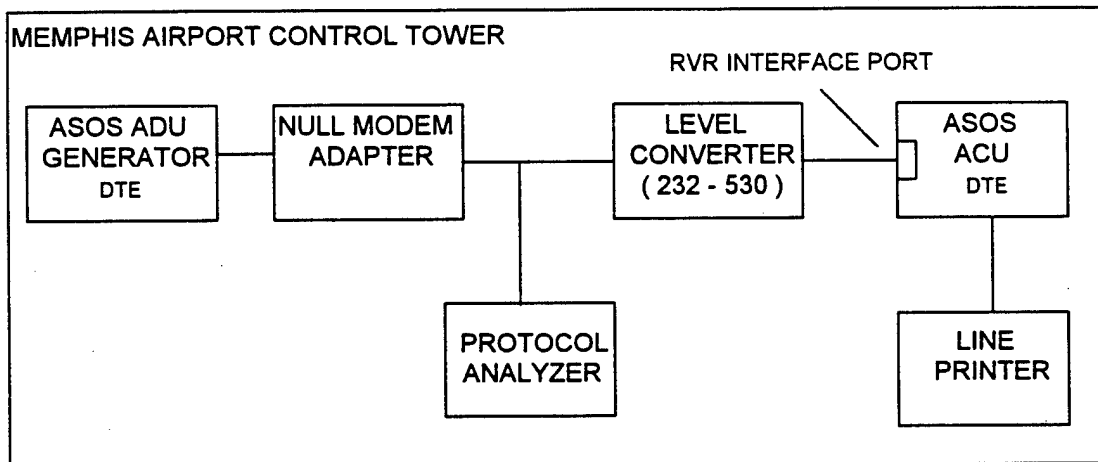 MEMPHIS AIRPORT CONTROL TOWER
RVR INTERFACE PORT
ASOS ADU
GENERATOR
DTE
NULL MODEM
ADAPTER
LEVEL
CONVERTER
( 232 - 530 )
ASOS
ACU
DTE
PROTOCOL
ANALYZER
LINE
PRINTER